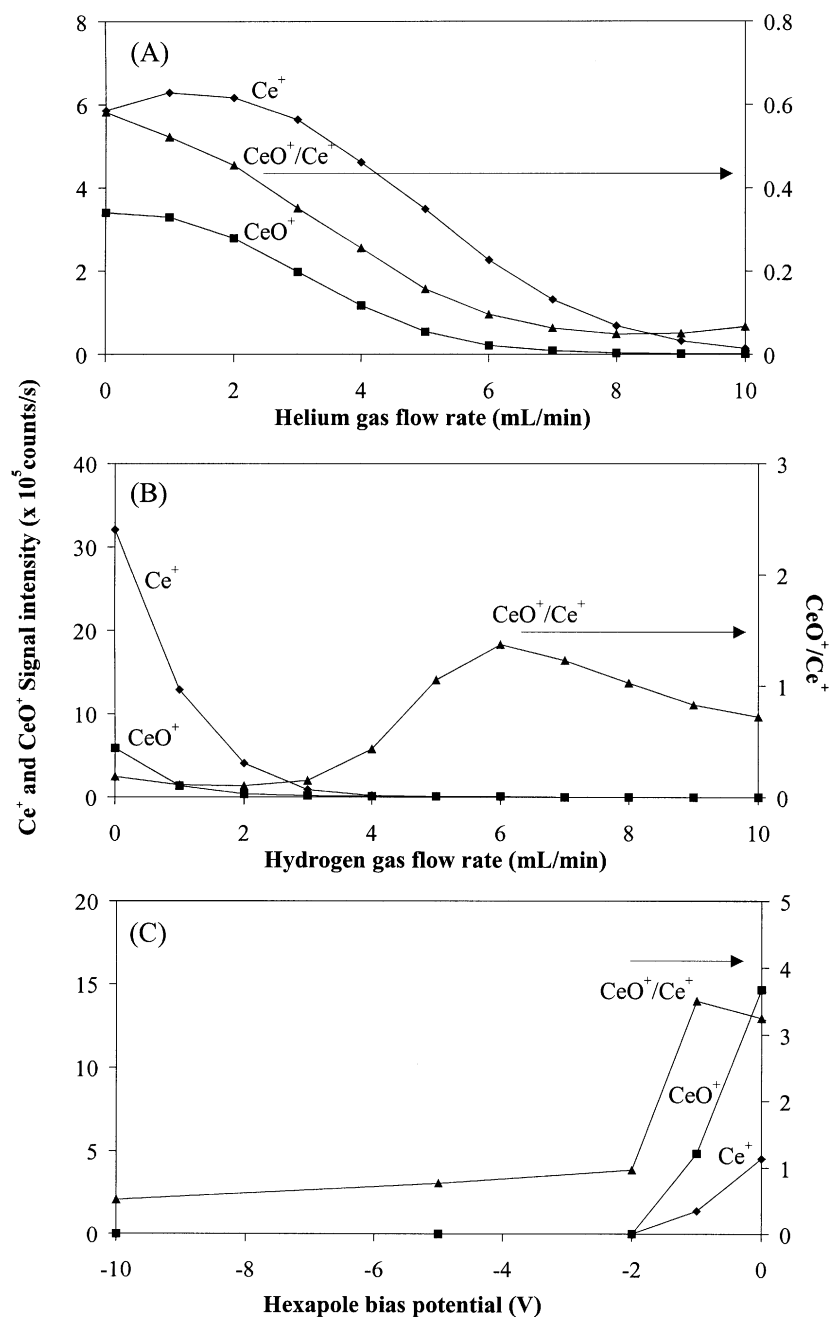 Ce⁺ and CeO⁺ Signal intensity (x 10⁵ counts/s)
CeO⁺/Ce⁺
(A)
8
6
4
2
0
0.8
0.6
0.4
0.2
0
Ce⁺
CeO⁺/Ce⁺
CeO⁺
0 2 4 6 8 10
Helium gas flow rate (mL/min)
(B)
40
30
20
10
0
3
2
1
0
Ce⁺
CeO⁺/Ce⁺
CeO⁺
0 2 4 6 8 10
Hydrogen gas flow rate (mL/min)
(C)
20
15
10
5
0
5
4
3
2
1
0
CeO⁺/Ce⁺
CeO⁺
Ce⁺
-10 -8 -6 -4 -2 0
Hexapole bias potential (V)